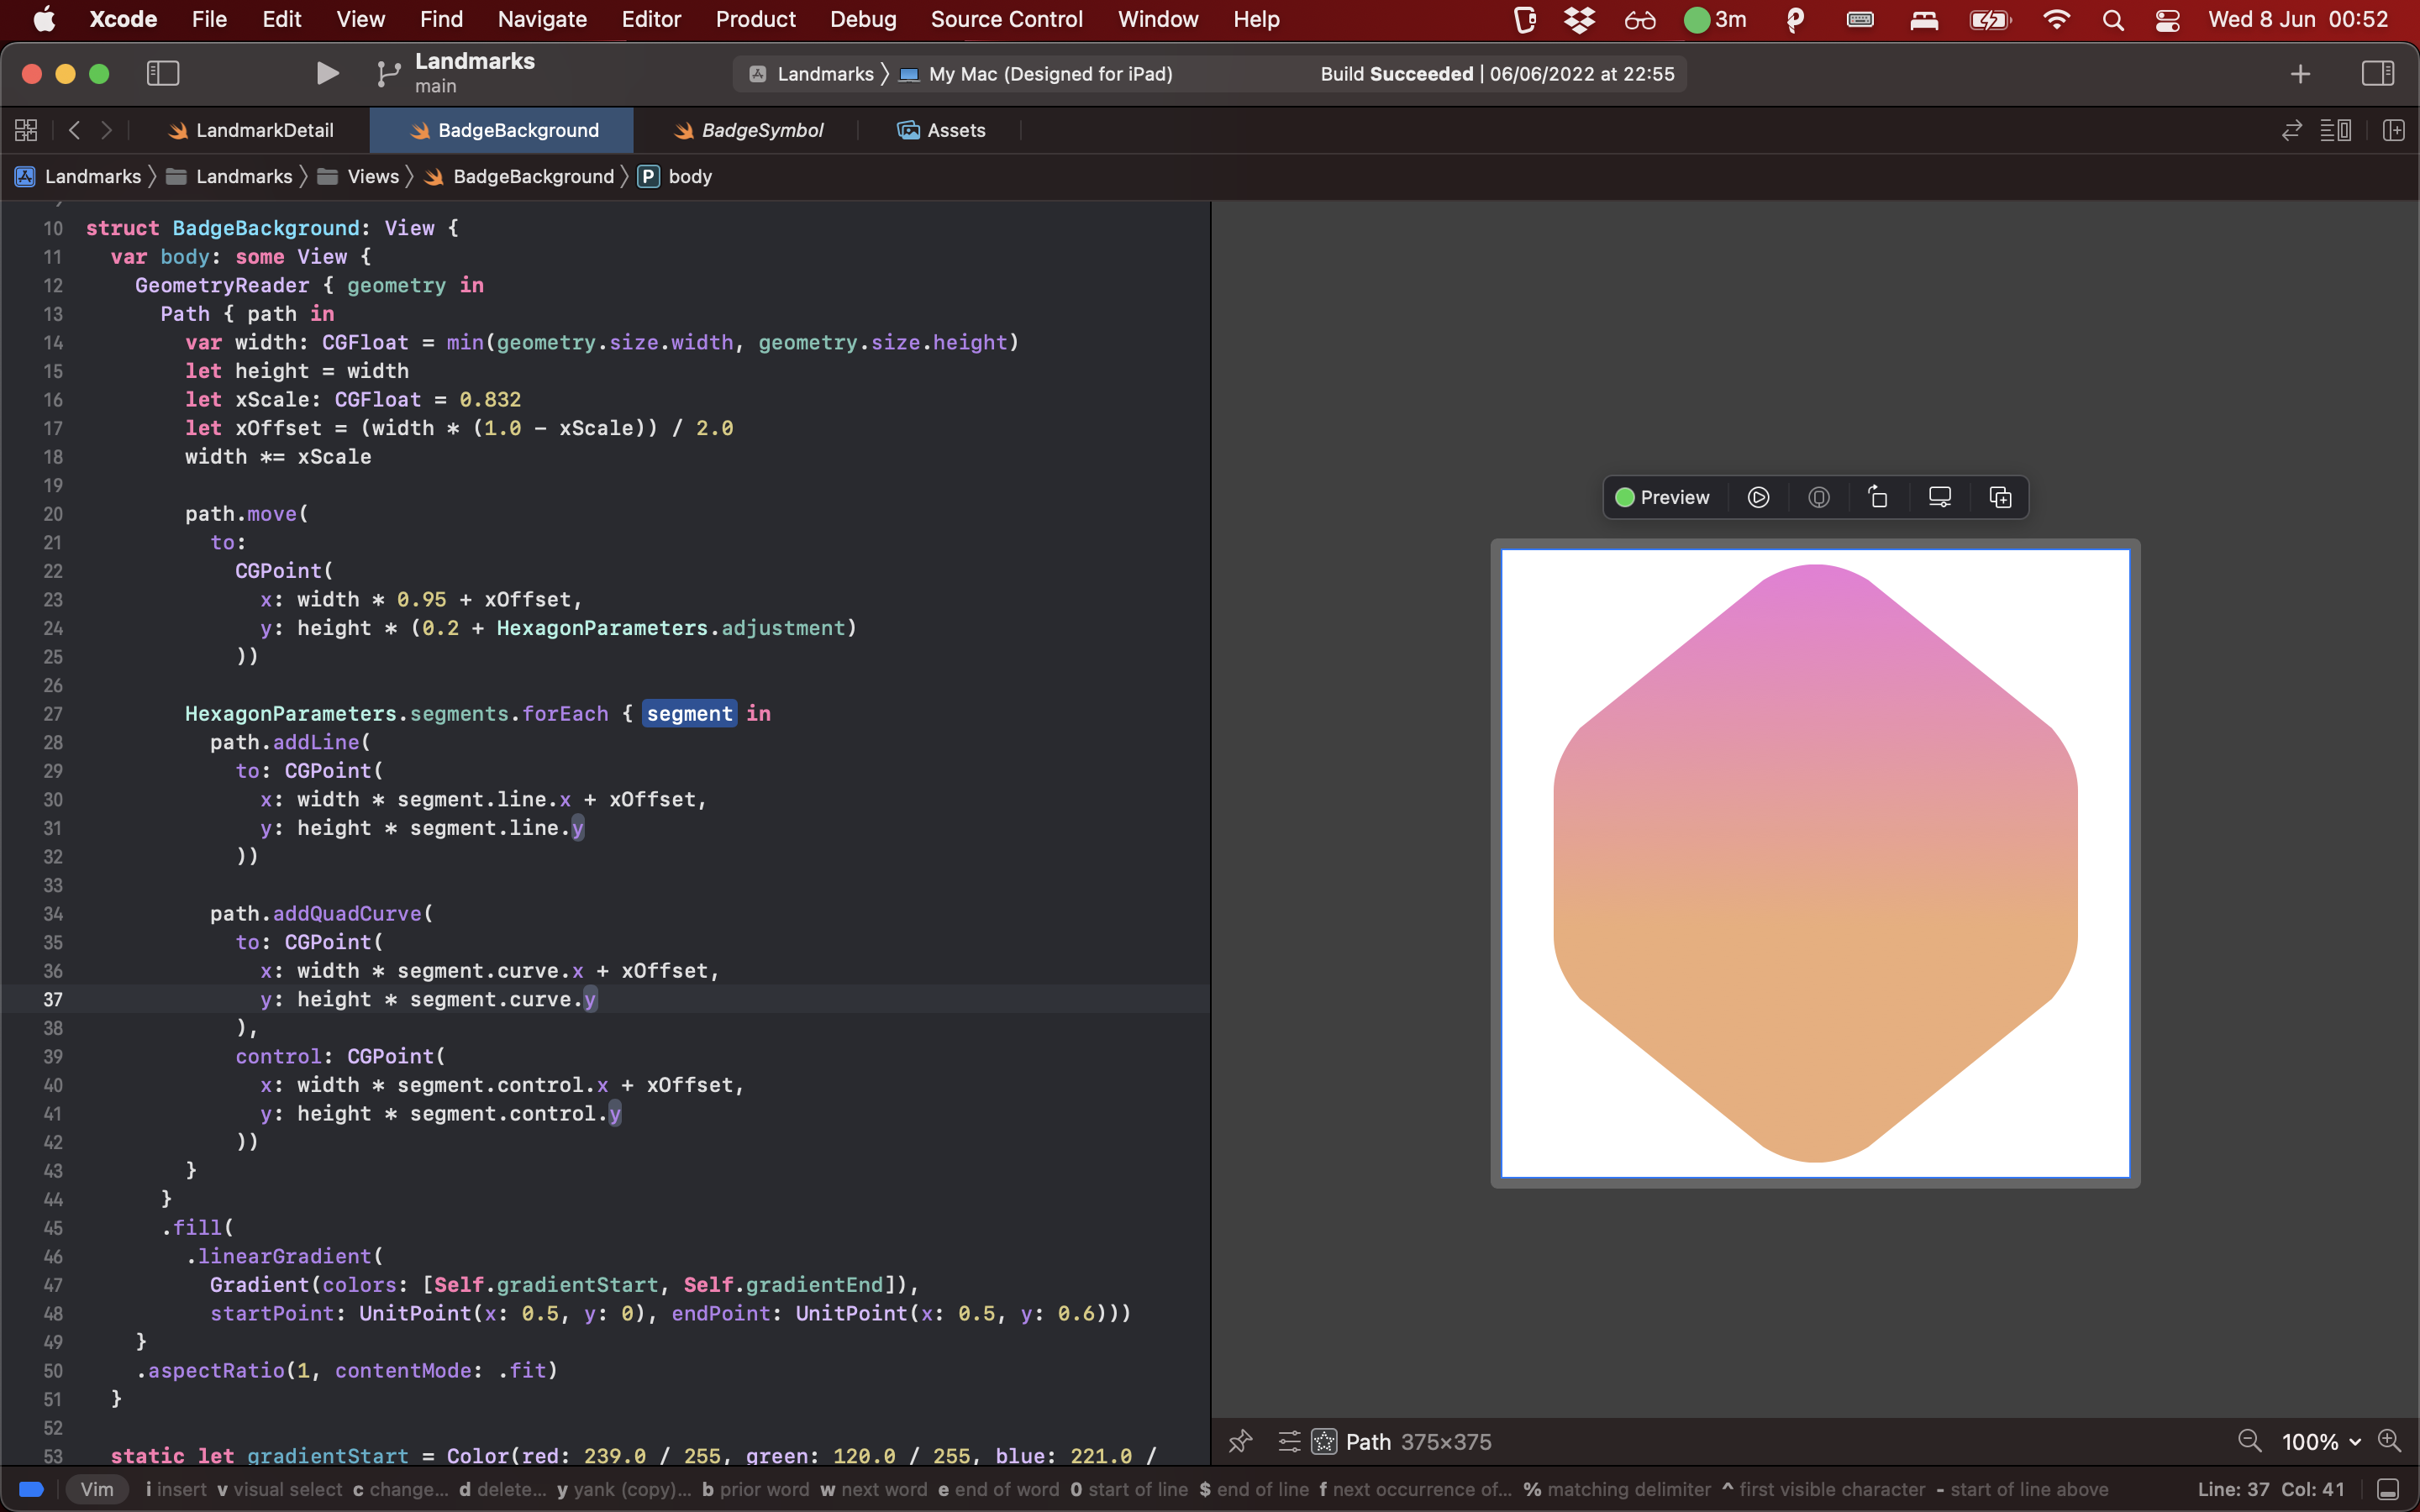 Xcode File Edit View Find Navigate Editor Product Debug Source Control Window Help 3m Wed 8 Jun 00:52
Landmarks
main
Landmarks 〉 My Mac (Designed for iPad) Build Succeeded | 06/06/2022 at 22:55
LandmarkDetail BadgeBackground BadgeSymbol Assets
Landmarks 〉 Landmarks 〉 Views 〉 BadgeBackground 〉 P body
10 struct BadgeBackground: View {
11 var body: some View {
12 GeometryReader { geometry in
13 Path { path in
14 var width: CGFloat = min(geometry.size.width, geometry.size.height)
15 let height = width
16 let xScale: CGFloat = 0.832
17 let xOffset = (width * (1.0 - xScale)) / 2.0
18 width *= xScale
19
20 path.move(
21 to:
22 CGPoint(
23 x: width * 0.95 + xOffset,
24 y: height * (0.2 + HexagonParameters.adjustment)
25 ))
26
27 HexagonParameters.segments.forEach { segment in
28 path.addLine(
29 to: CGPoint(
30 x: width * segment.line.x + xOffset,
31 y: height * segment.line.y
32 ))
33
34 path.addQuadCurve(
35 to: CGPoint(
36 x: width * segment.curve.x + xOffset,
37 y: height * segment.curve.y
38 ),
39 control: CGPoint(
40 x: width * segment.control.x + xOffset,
41 y: height * segment.control.y
42 ))
43 }
44 }
45 .fill(
46 .linearGradient(
47 Gradient(colors: [Self.gradientStart, Self.gradientEnd]),
48 startPoint: UnitPoint(x: 0.5, y: 0), endPoint: UnitPoint(x: 0.5, y: 0.6)))
49 }
50 .aspectRatio(1, contentMode: .fit)
51 }
52
53 static let gradientStart = Color(red: 239.0 / 255, green: 120.0 / 255, blue: 221.0 /
Preview
Path 375×375 100%
Vim i insert v visual select c change... d delete... y yank (copy)... b prior word w next word e end of word 0 start of line $ end of line f next occurrence of... % matching delimiter ^ first visible character - start of line above Line: 37 Col: 41